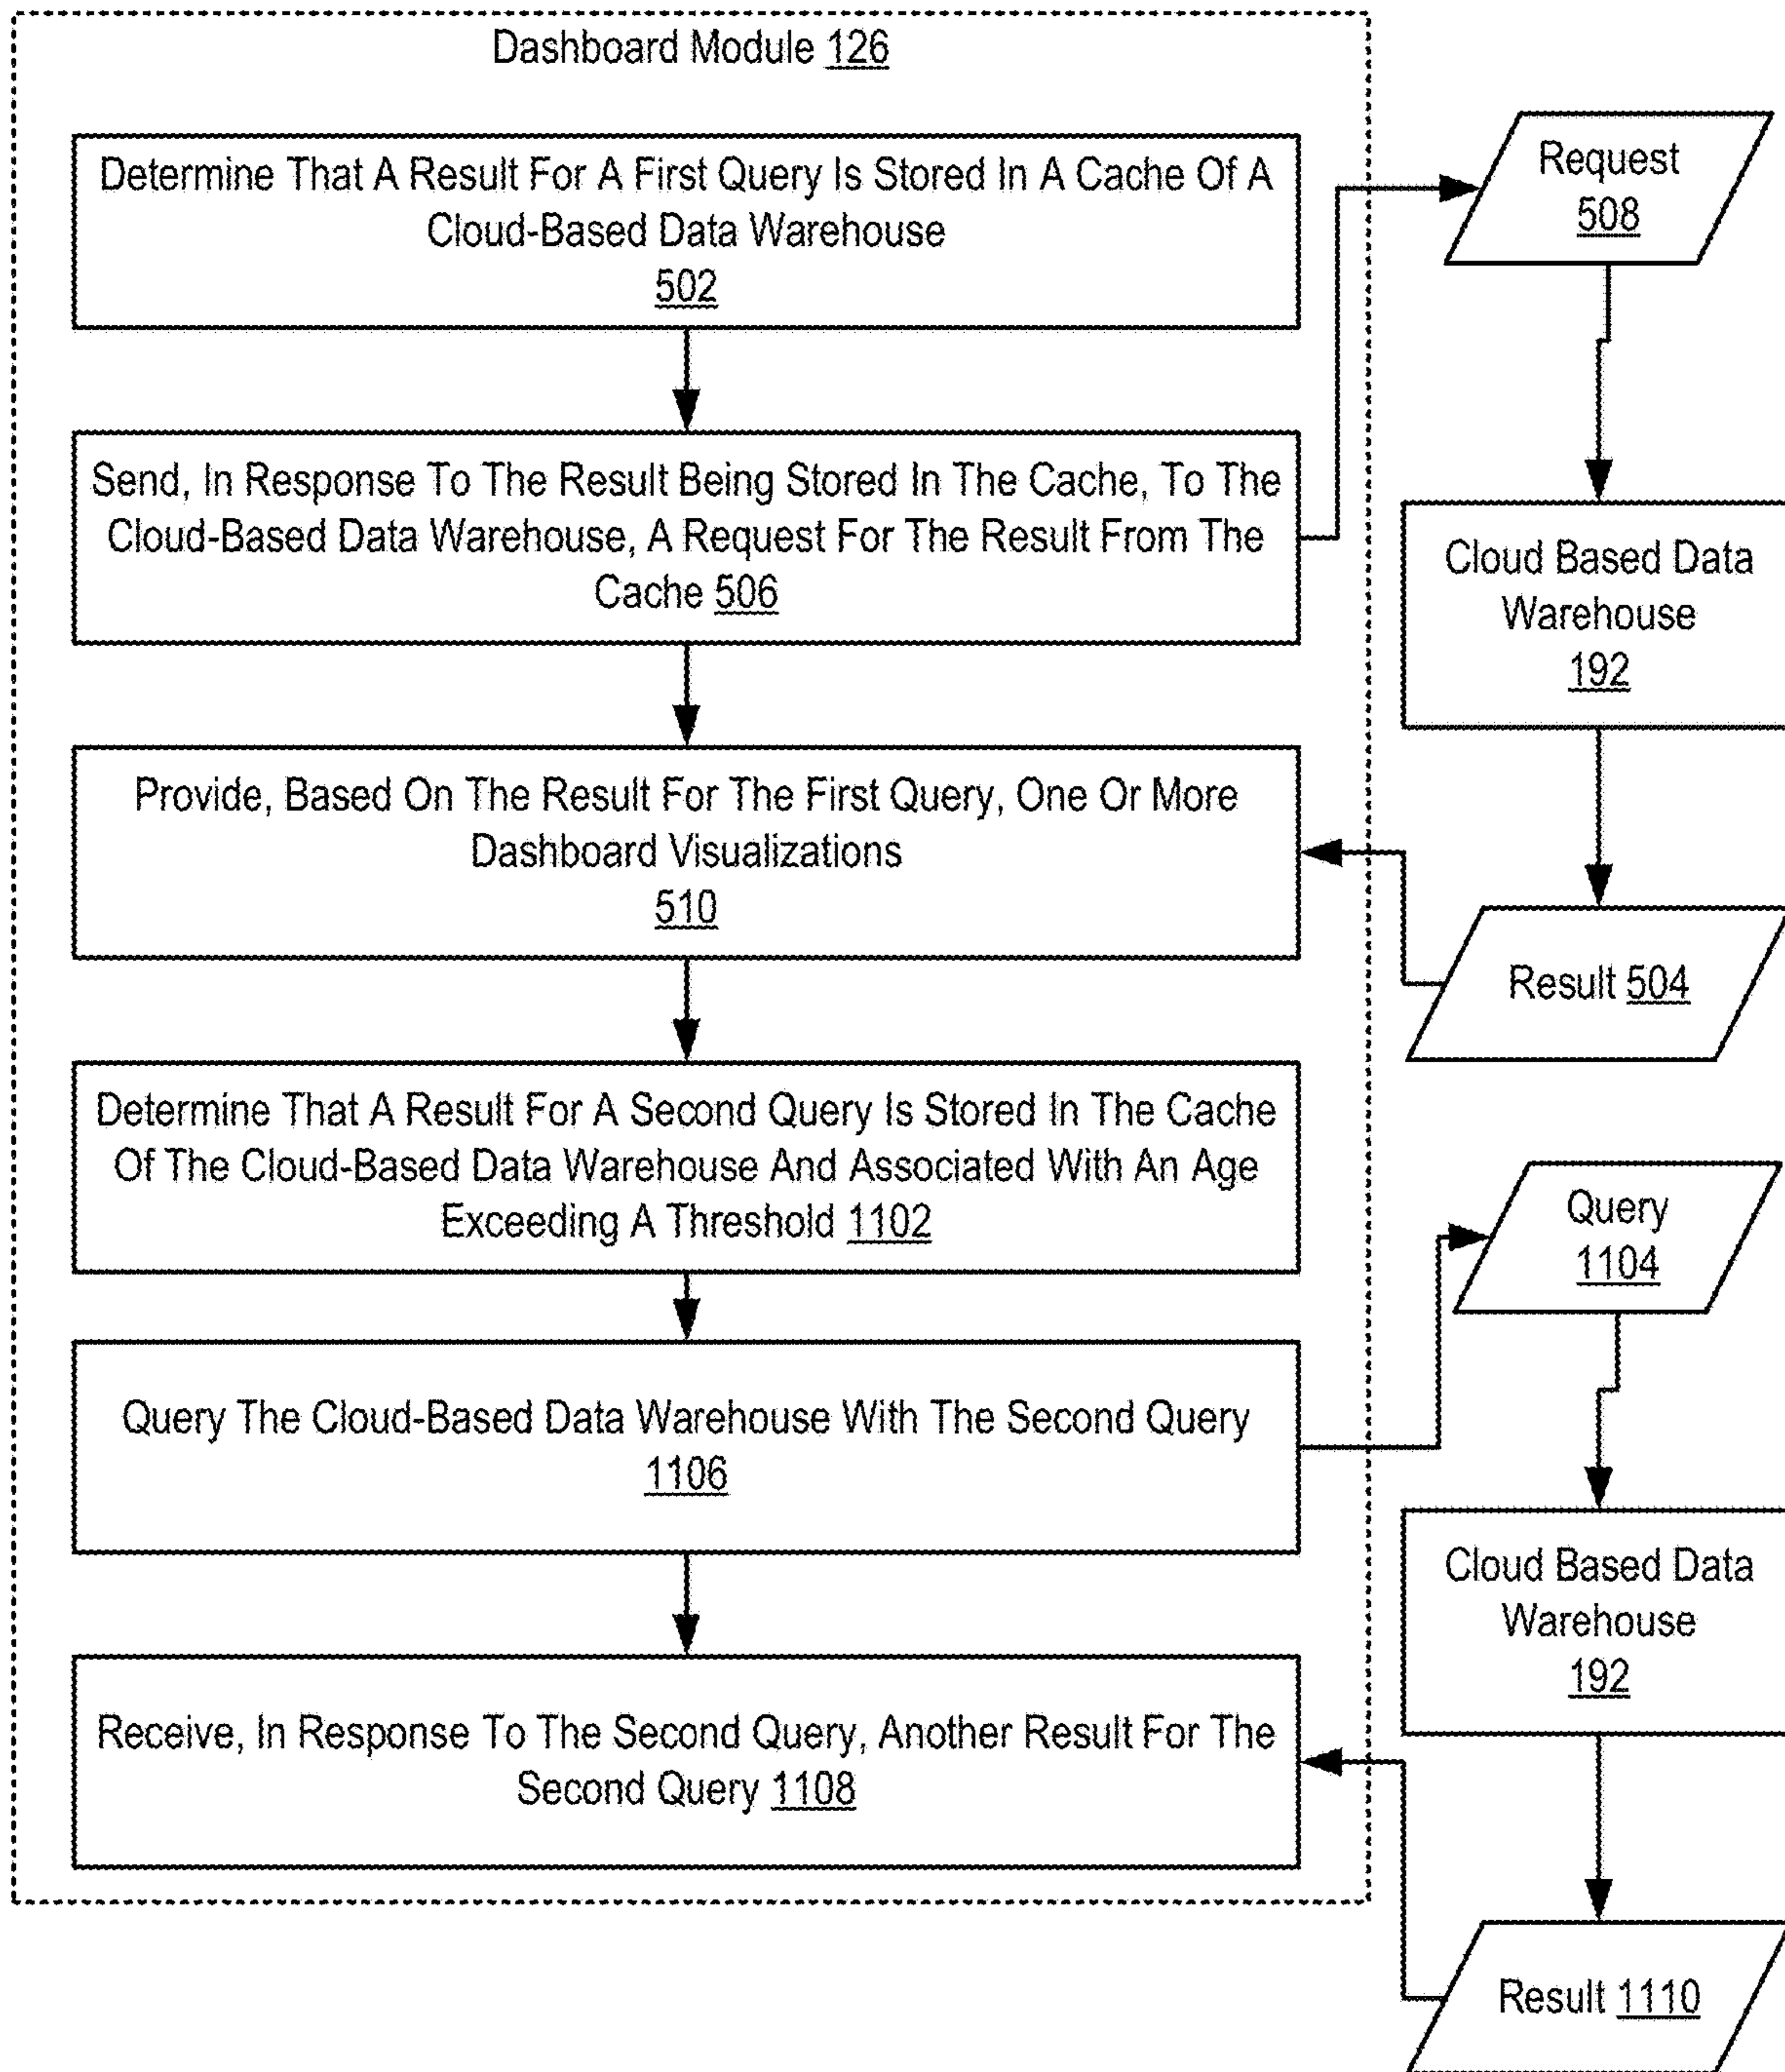 Dashboard Module 126
Determine That A Result For A First Query Is Stored In A Cache Of A
Cloud-Based Data Warehouse
502
Send, In Response To The Result Being Stored In The Cache, To The
Cloud-Based Data Warehouse, A Request For The Result From The
Cache 506
Provide, Based On The Result For The First Query, One Or More
Dashboard Visualizations
510
Determine That A Result For A Second Query Is Stored In The Cache
Of The Cloud-Based Data Warehouse And Associated With An Age
Exceeding A Threshold 1102
Query The Cloud-Based Data Warehouse With The Second Query
1106
Receive, In Response To The Second Query, Another Result For The
Second Query 1108
Request
508
Cloud Based Data
Warehouse
192
Result 504
Query
1104
Cloud Based Data
Warehouse
192
Result 1110